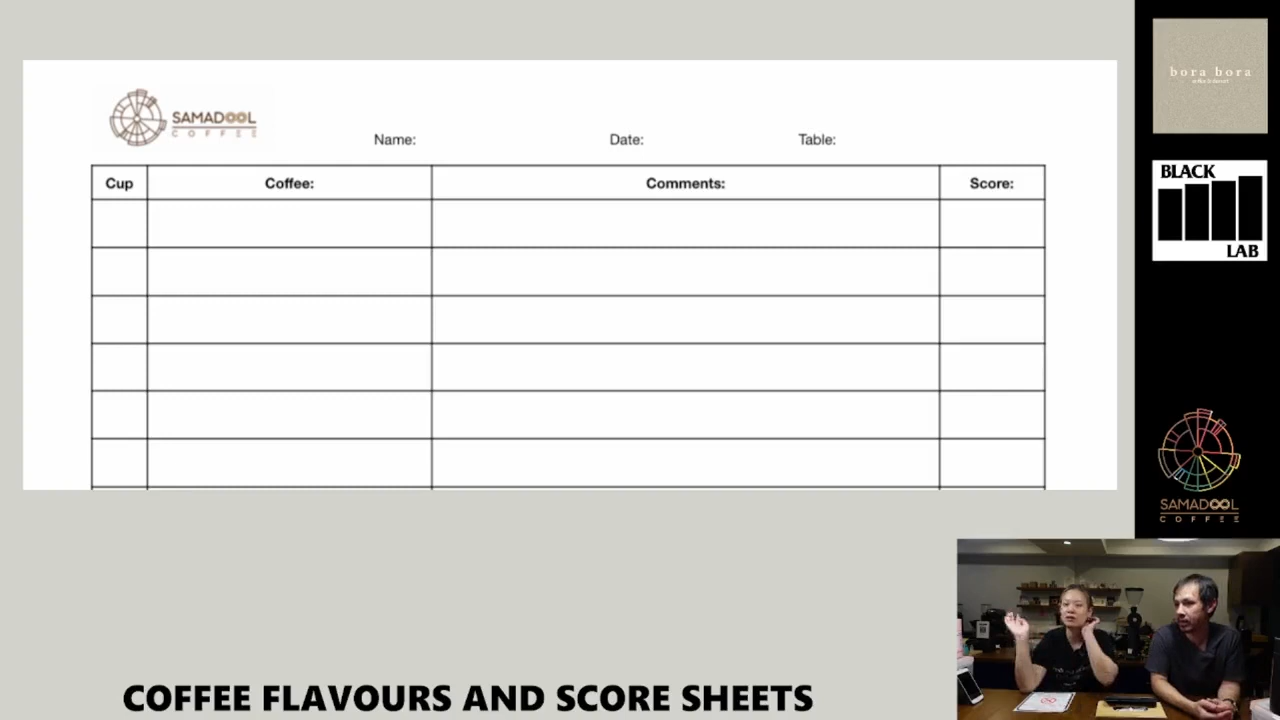 SAMADOOL
COFFEE
Name:
Date:
Table:
Cup
Coffee:
Comments:
Score:
COFFEE FLAVOURS AND SCORE SHEETS
bora bora
BLACK
LAB
SAMADOOL
COFFEE